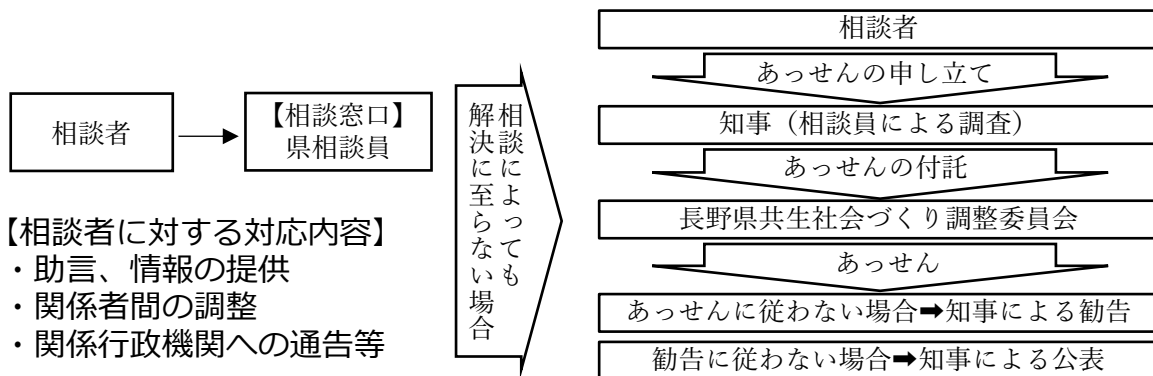 相談者
【相談窓口】
県相談員
【相談者に対する対応内容】
・助言、情報の提供
・関係者間の調整
・関係行政機関への通告等
相談によっても
解決に至らない場合
相談者
あっせんの申し立て
知事（相談員による調査）
あっせんの付託
長野県共生社会づくり調整委員会
あっせん
あっせんに従わない場合➡知事による勧告
勧告に従わない場合➡知事による公表